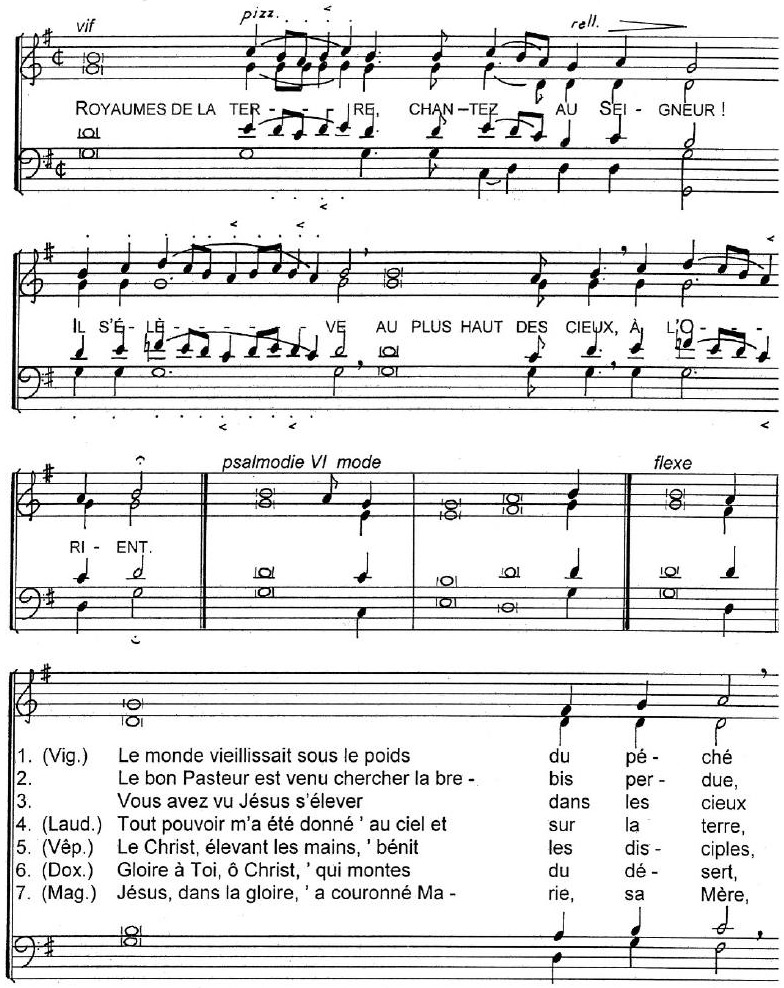 pizz.
vif
rell.
ROYAUMES DE LA TER - - - - RE, CHAN–TEZ AU SEI - GNEUR !
IL S'É - LÈ - - - - - VE AU PLUS HAUT DES CIEUX, À L'O - - -
psalmodie VI mode flexe
RI - ENT.
1. (Vig.) Le monde vieillissait sous le poids du pé - ché
2. Le bon Pasteur est venu chercher la bre - bis per - due,
3. Vous avez vu Jésus s'élever dans les cieux
4. (Laud.) Tout pouvoir m'a été donné ' au ciel et sur la terre,
5. (Vêp.) Le Christ, élevant les mains, ' bénit les dis - ciples,
6. (Dox.) Gloire à Toi, ô Christ, ' qui montes du dé - sert,
7. (Mag.) Jésus, dans la gloire, ' a couronné Ma - rie, sa Mère,